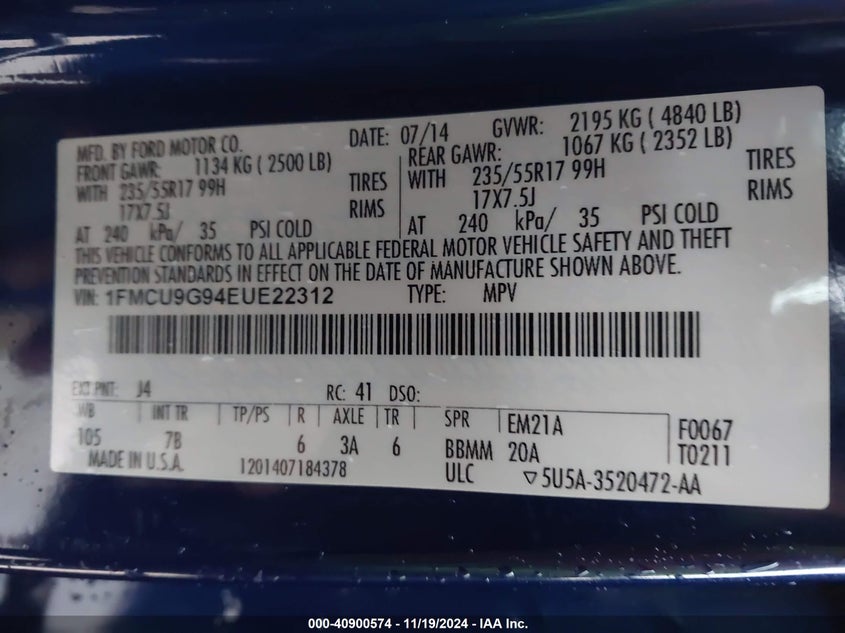 MFD. BY FORD MOTOR CO. DATE: 07/14 GVWR: 2195 KG ( 4840 LB)
FRONT GAWR: 1134 KG ( 2500 LB) REAR GAWR: 1067 KG ( 2352 LB)
WITH 235/55R17 99H TIRES WITH 235/55R17 99H TIRES
17X7.5J RIMS 17X7.5J RIMS
AT 240 kPa/ 35 PSI COLD AT 240 kPa/ 35 PSI COLD
THIS VEHICLE CONFORMS TO ALL APPLICABLE FEDERAL MOTOR VEHICLE SAFETY AND THEFT
PREVENTION STANDARDS IN EFFECT ON THE DATE OF MANUFACTURE SHOWN ABOVE.
VIN: 1FMCU9G94EUE22312 TYPE: MPV
EXT PNT: J4 RC: 41 DSO:
WB INT TR TP/PS R AXLE TR SPR EM21A F0067
105 7B 6 3A 6 BBMM 20A T0211
MADE IN U.S.A. 1201407184378 ULC ▽5U5A-3520472-AA
000-40900574 - 11/19/2024 - IAA Inc.